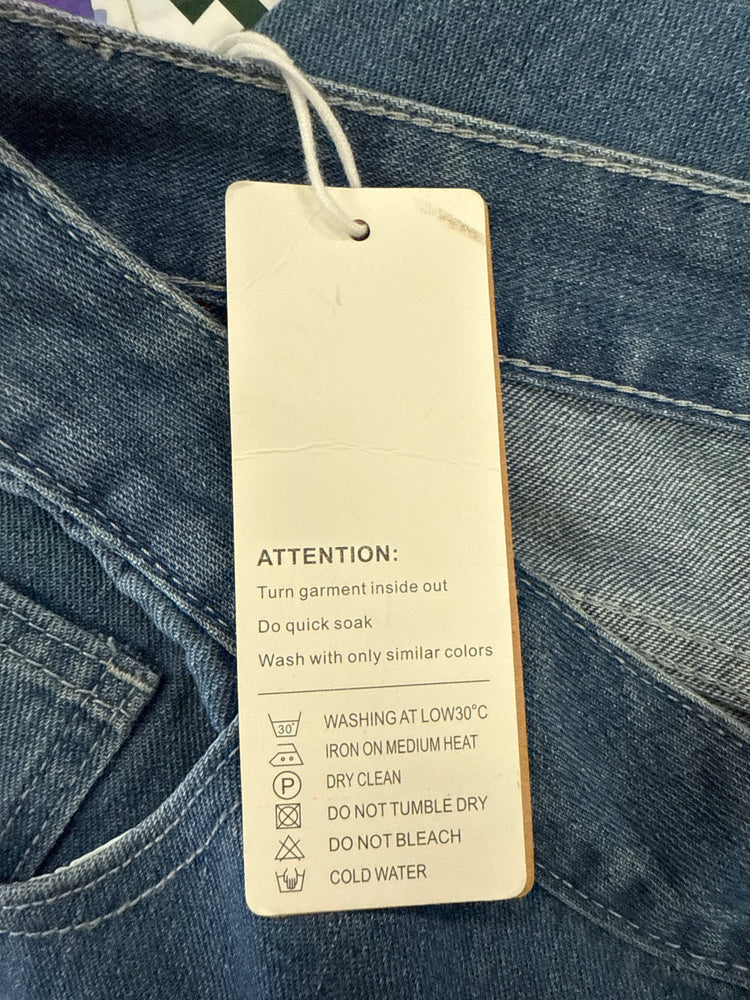 ATTENTION:
Turn garment inside out
Do quick soak
Wash with only similar colors
30° WASHING AT LOW30°C
IRON ON MEDIUM HEAT
P DRY CLEAN
DO NOT TUMBLE DRY
DO NOT BLEACH
COLD WATER